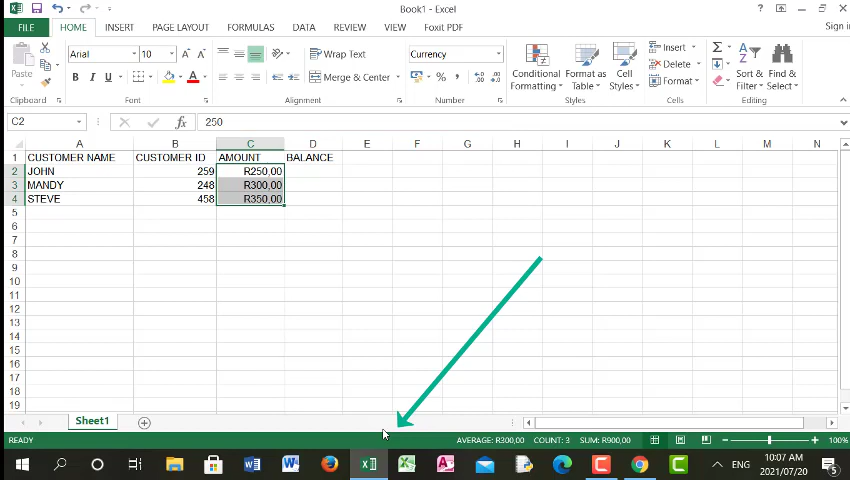 Book1 - Excel
FILE HOME INSERT PAGE LAYOUT FORMULAS DATA REVIEW VIEW Foxit PDF Sign in
Paste Arial 10 Wrap Text Currency Conditional Formatting Format as Table Cell Styles Insert Sort & Filter Find & Select
B I U Merge & Center % Delete
Format
Clipboard Font Alignment Number Styles Cells Editing
C2 fx 250
A B C D E F G H I J K L M N
1 CUSTOMER NAME CUSTOMER ID AMOUNT BALANCE
2 JOHN 259 R250,00
3 MANDY 248 R300,00
4 STEVE 458 R350,00
5
6
7
8
9
10
11
12
13
14
15
16
17
18
19
Sheet1
READY AVERAGE: R300,00 COUNT: 3 SUM: R900,00 100%
ENG 10:07 AM
2021/07/20 5